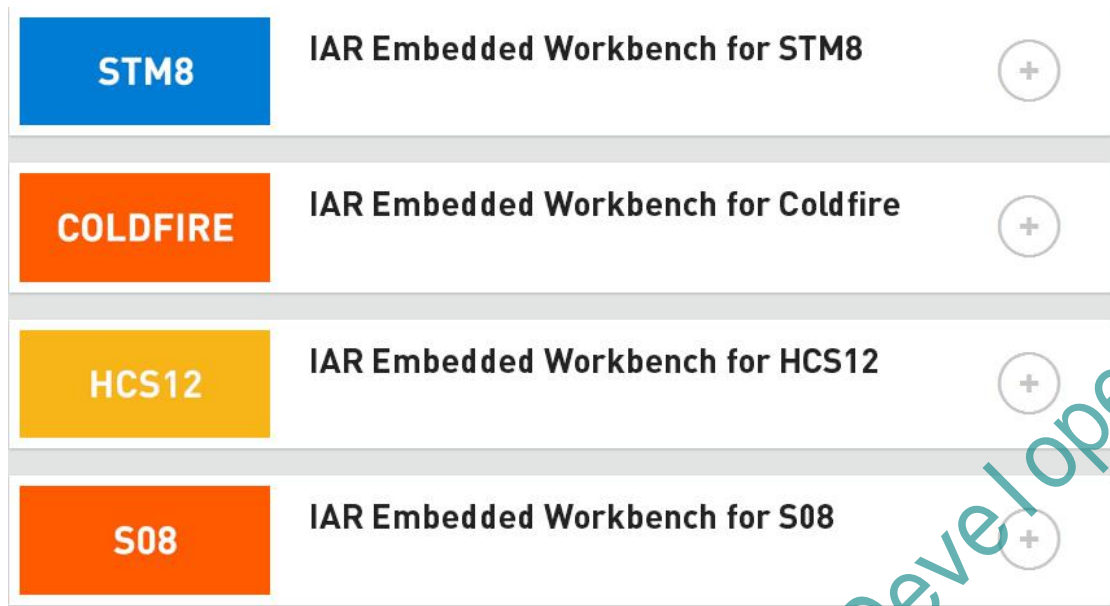 STM8
IAR Embedded Workbench for STM8
COLDFIRE
IAR Embedded Workbench for Coldfire
HCS12
IAR Embedded Workbench for HCS12
S08
IAR Embedded Workbench for S08